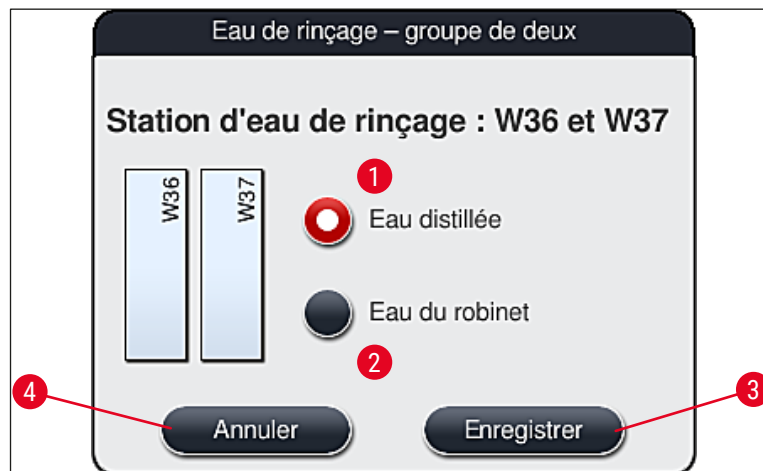 Eau de rinçage – groupe de deux
Station d'eau de rinçage : W36 et W37
W36
W37
1
Eau distillée
Eau du robinet
2
4
Annuler
Enregistrer
3